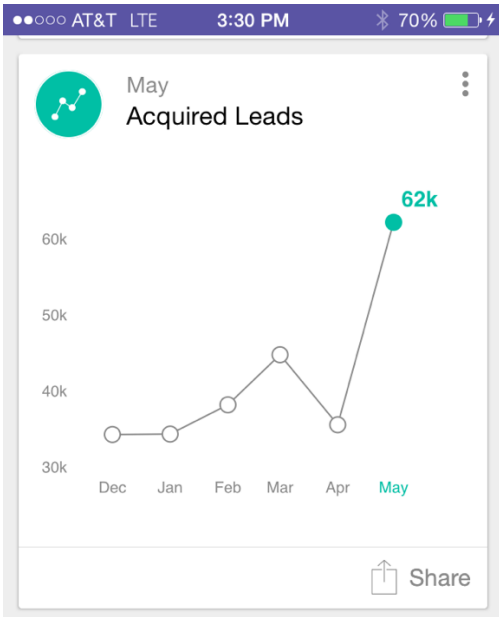 AT&T LTE 3:30 PM 70%
May
Acquired Leads
62k
60k
50k
40k
30k
Dec Jan Feb Mar Apr May
Share